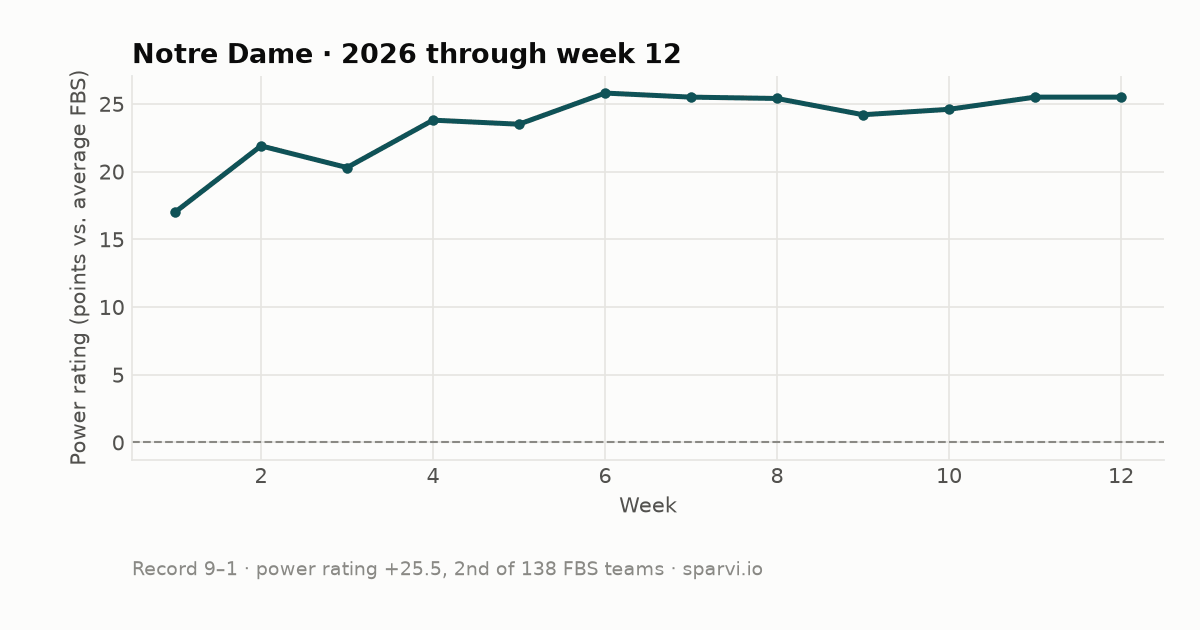 Notre Dame · 2026 through week 12
Power rating (points vs. average FBS)
25
20
15
10
5
0
2 4 6 8 10 12
Week
Record 9–1 · power rating +25.5, 2nd of 138 FBS teams · sparvi.io